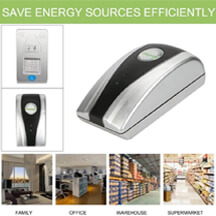 SAVE ENERGY SOURCES EFFICIENTLY
FAMILY
OFFICE
WAREHOUSE
SUPERMARKET